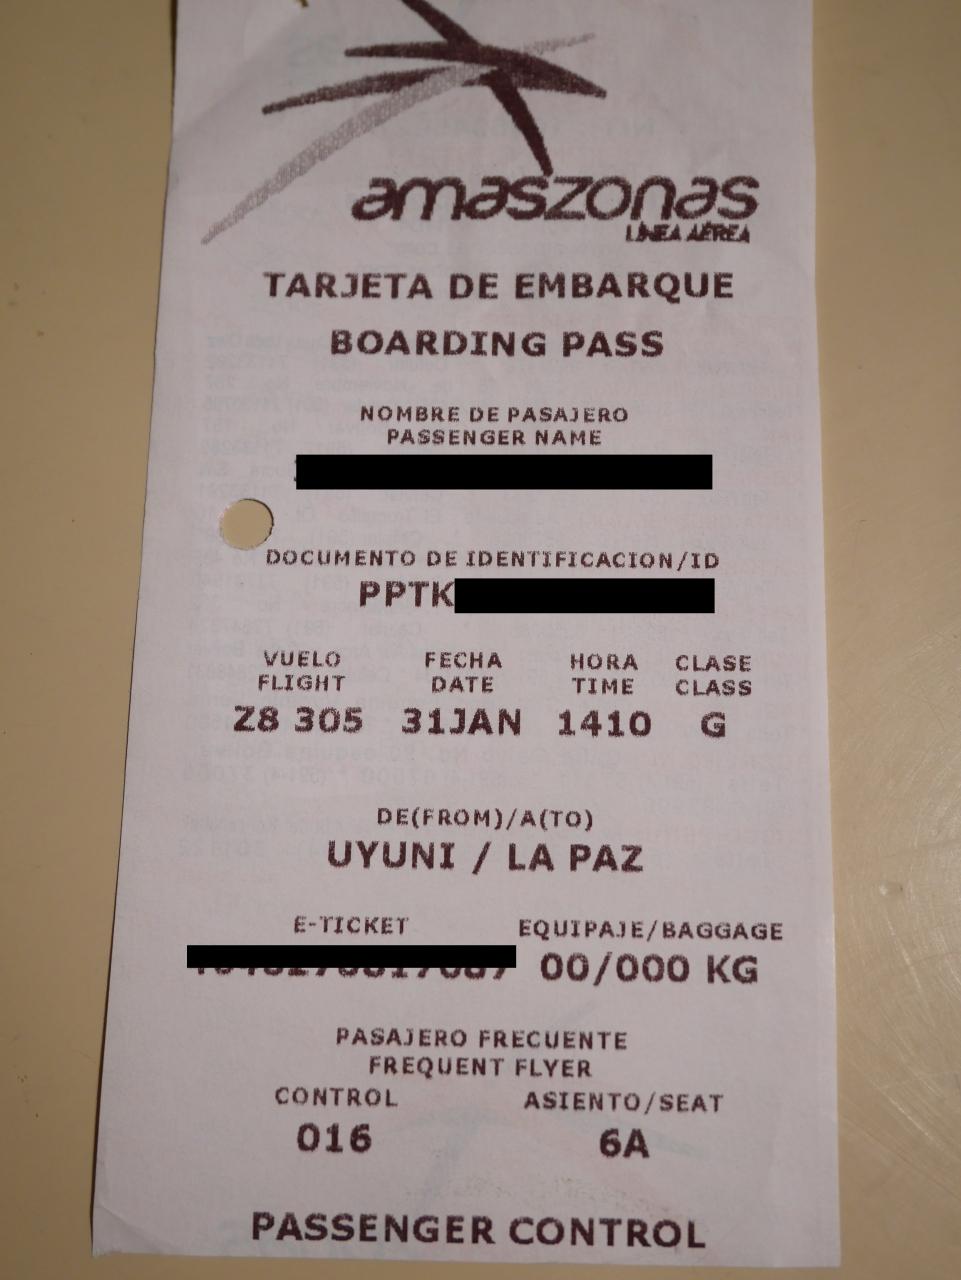 amaszonas
LÍNEA AÉREA
TARJETA DE EMBARQUE
BOARDING PASS
NOMBRE DE PASAJERO
PASSENGER NAME
DOCUMENTO DE IDENTIFICACION/ID
PPTK
VUELO FECHA HORA CLASE
FLIGHT DATE TIME CLASS
Z8 305 31JAN 1410 G
DE(FROM)/A(TO)
UYUNI / LA PAZ
E-TICKET EQUIPAJE/BAGGAGE
00/000 KG
PASAJERO FRECUENTE
FREQUENT FLYER
CONTROL ASIENTO/SEAT
016 6A
PASSENGER CONTROL